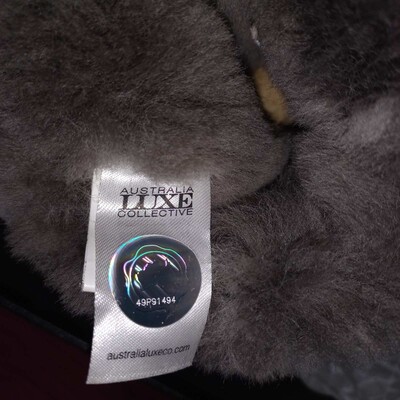 AUSTRALIA
LUXE
COLLECTIVE
49P91494
australialuxeco.com